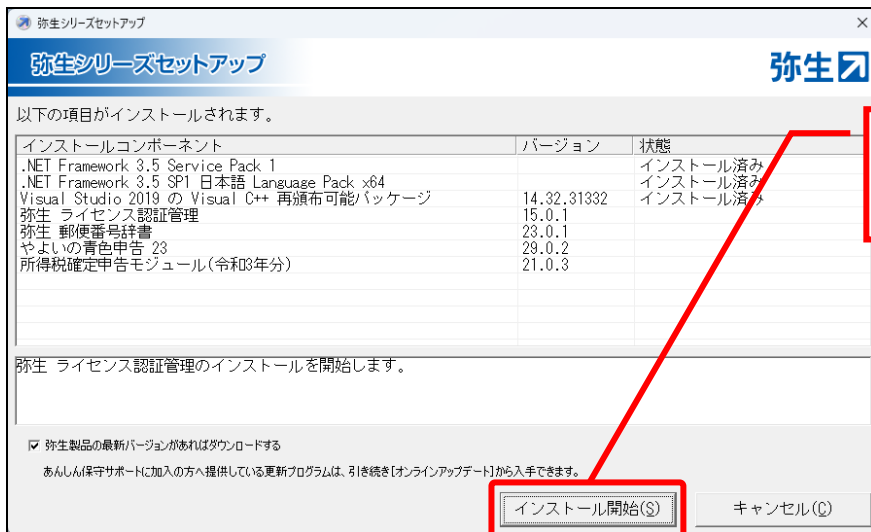 弥生シリーズセットアップ
弥生シリーズセットアップ 弥生
以下の項目がインストールされます。
インストールコンポーネント バージョン 状態
.NET Framework 3.5 Service Pack 1 インストール済み
.NET Framework 3.5 SP1 日本語 Language Pack x64 インストール済み
Visual Studio 2019 の Visual C++ 再頒布可能パッケージ 14.32.31332 インストール済み
弥生 ライセンス認証管理 15.0.1
弥生 郵便番号辞書 23.0.1
やよいの青色申告 23 29.0.2
所得税確定申告モジュール(令和3年分) 21.0.3
弥生 ライセンス認証管理のインストールを開始します。
弥生製品の最新バージョンがあればダウンロードする
あんしん保守サポートに加入の方へ提供している更新プログラムは、引き続き[オンラインアップデート]から入手できます。
インストール開始(S) キャンセル(C)